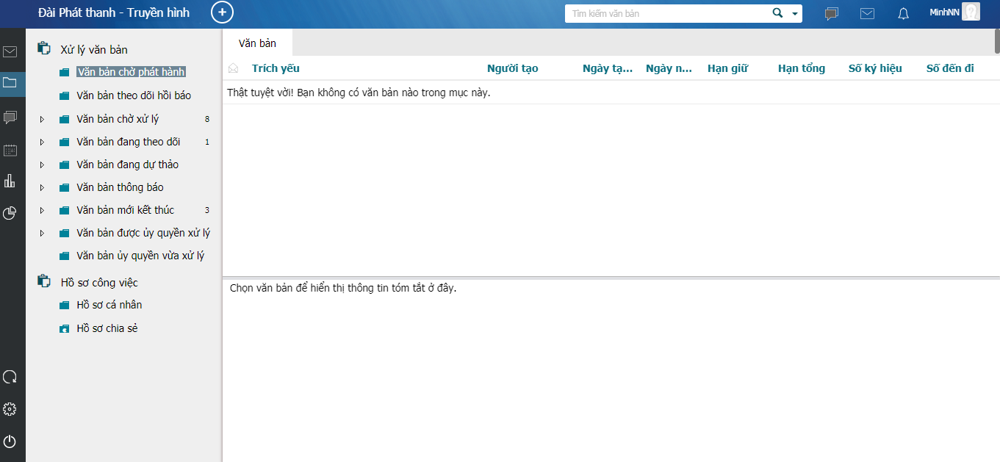 Đài Phát thanh - Truyền hình
Tìm kiếm văn bản
MinhNN
Xử lý văn bản
Văn bản chờ phát hành
Văn bản theo dõi hồi báo
Văn bản chờ xử lý 8
Văn bản đang theo dõi 1
Văn bản đang dự thảo
Văn bản thông báo
Văn bản mới kết thúc 3
Văn bản được ủy quyền xử lý
Văn bản ủy quyền vừa xử lý
Hồ sơ công việc
Hồ sơ cá nhân
Hồ sơ chia sẻ
Văn bản
Trích yếu Người tạo Ngày tạ... Ngày n... Hạn giữ Hạn tổng Số ký hiệu Số đến đi
Thật tuyệt vời! Bạn không có văn bản nào trong mục này.
Chọn văn bản để hiển thị thông tin tóm tắt ở đây.